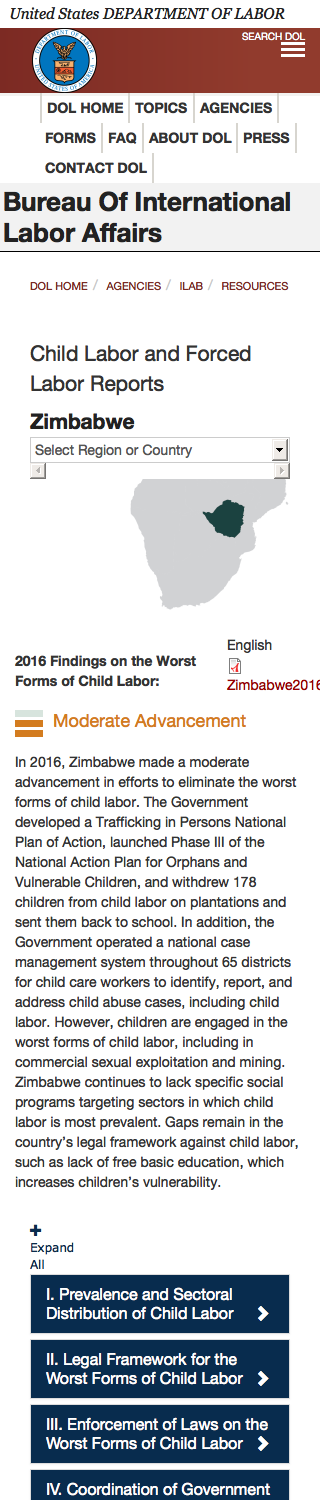 United States DEPARTMENT OF LABOR
SEARCH DOL
DOL HOME TOPICS AGENCIES
FORMS FAQ ABOUT DOL PRESS
CONTACT DOL
Bureau Of International
Labor Affairs
DOL HOME / AGENCIES / ILAB / RESOURCES
Child Labor and Forced
Labor Reports
Zimbabwe
Select Region or Country
English
2016 Findings on the Worst
Forms of Child Labor:
Zimbabwe2016
Moderate Advancement
In 2016, Zimbabwe made a moderate
advancement in efforts to eliminate the worst
forms of child labor. The Government
developed a Trafficking in Persons National
Plan of Action, launched Phase III of the
National Action Plan for Orphans and
Vulnerable Children, and withdrew 178
children from child labor on plantations and
sent them back to school. In addition, the
Government operated a national case
management system throughout 65 districts
for child care workers to identify, report, and
address child abuse cases, including child
labor. However, children are engaged in the
worst forms of child labor, including in
commercial sexual exploitation and mining.
Zimbabwe continues to lack specific social
programs targeting sectors in which child
labor is most prevalent. Gaps remain in the
country's legal framework against child labor,
such as lack of free basic education, which
increases children's vulnerability.
Expand
All
I. Prevalence and Sectoral
Distribution of Child Labor
II. Legal Framework for the
Worst Forms of Child Labor
III. Enforcement of Laws on the
Worst Forms of Child Labor
IV. Coordination of Government